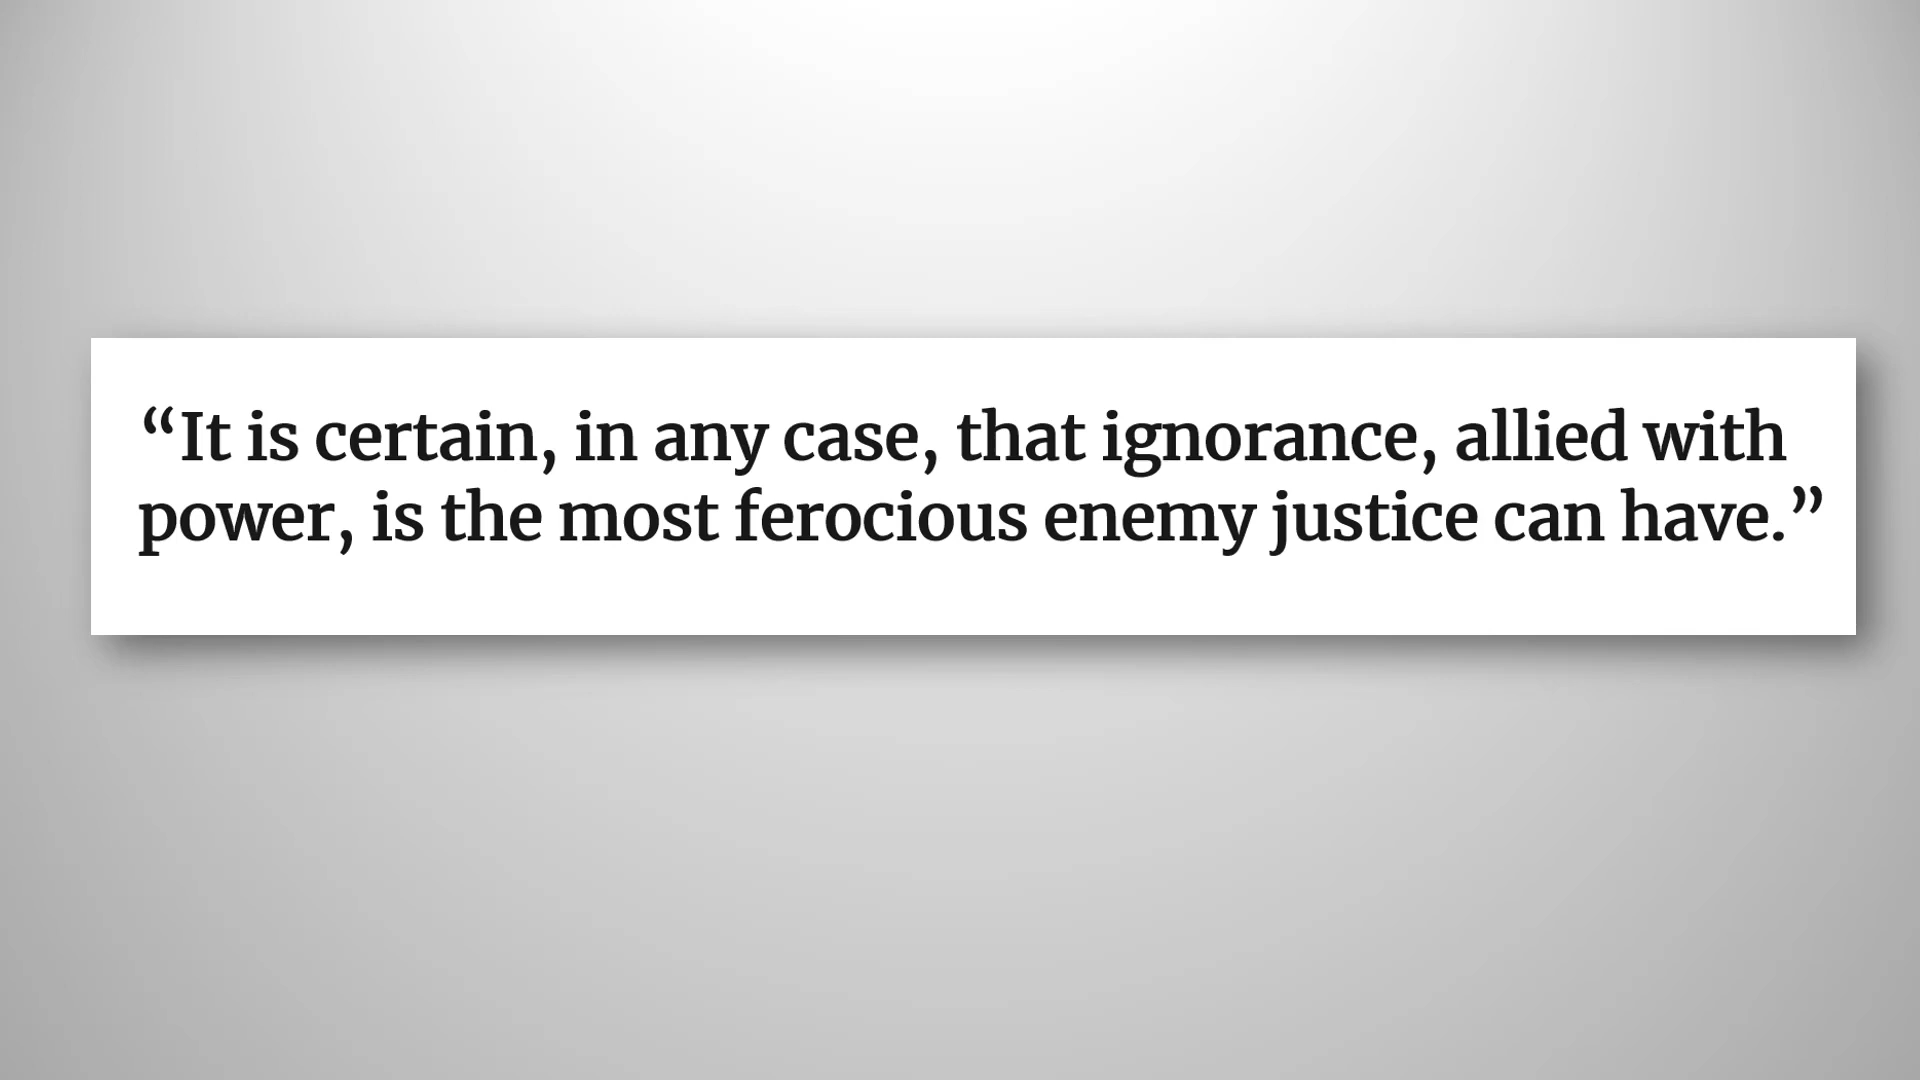 “It is certain, in any case, that ignorance, allied with
power, is the most ferocious enemy justice can have.”